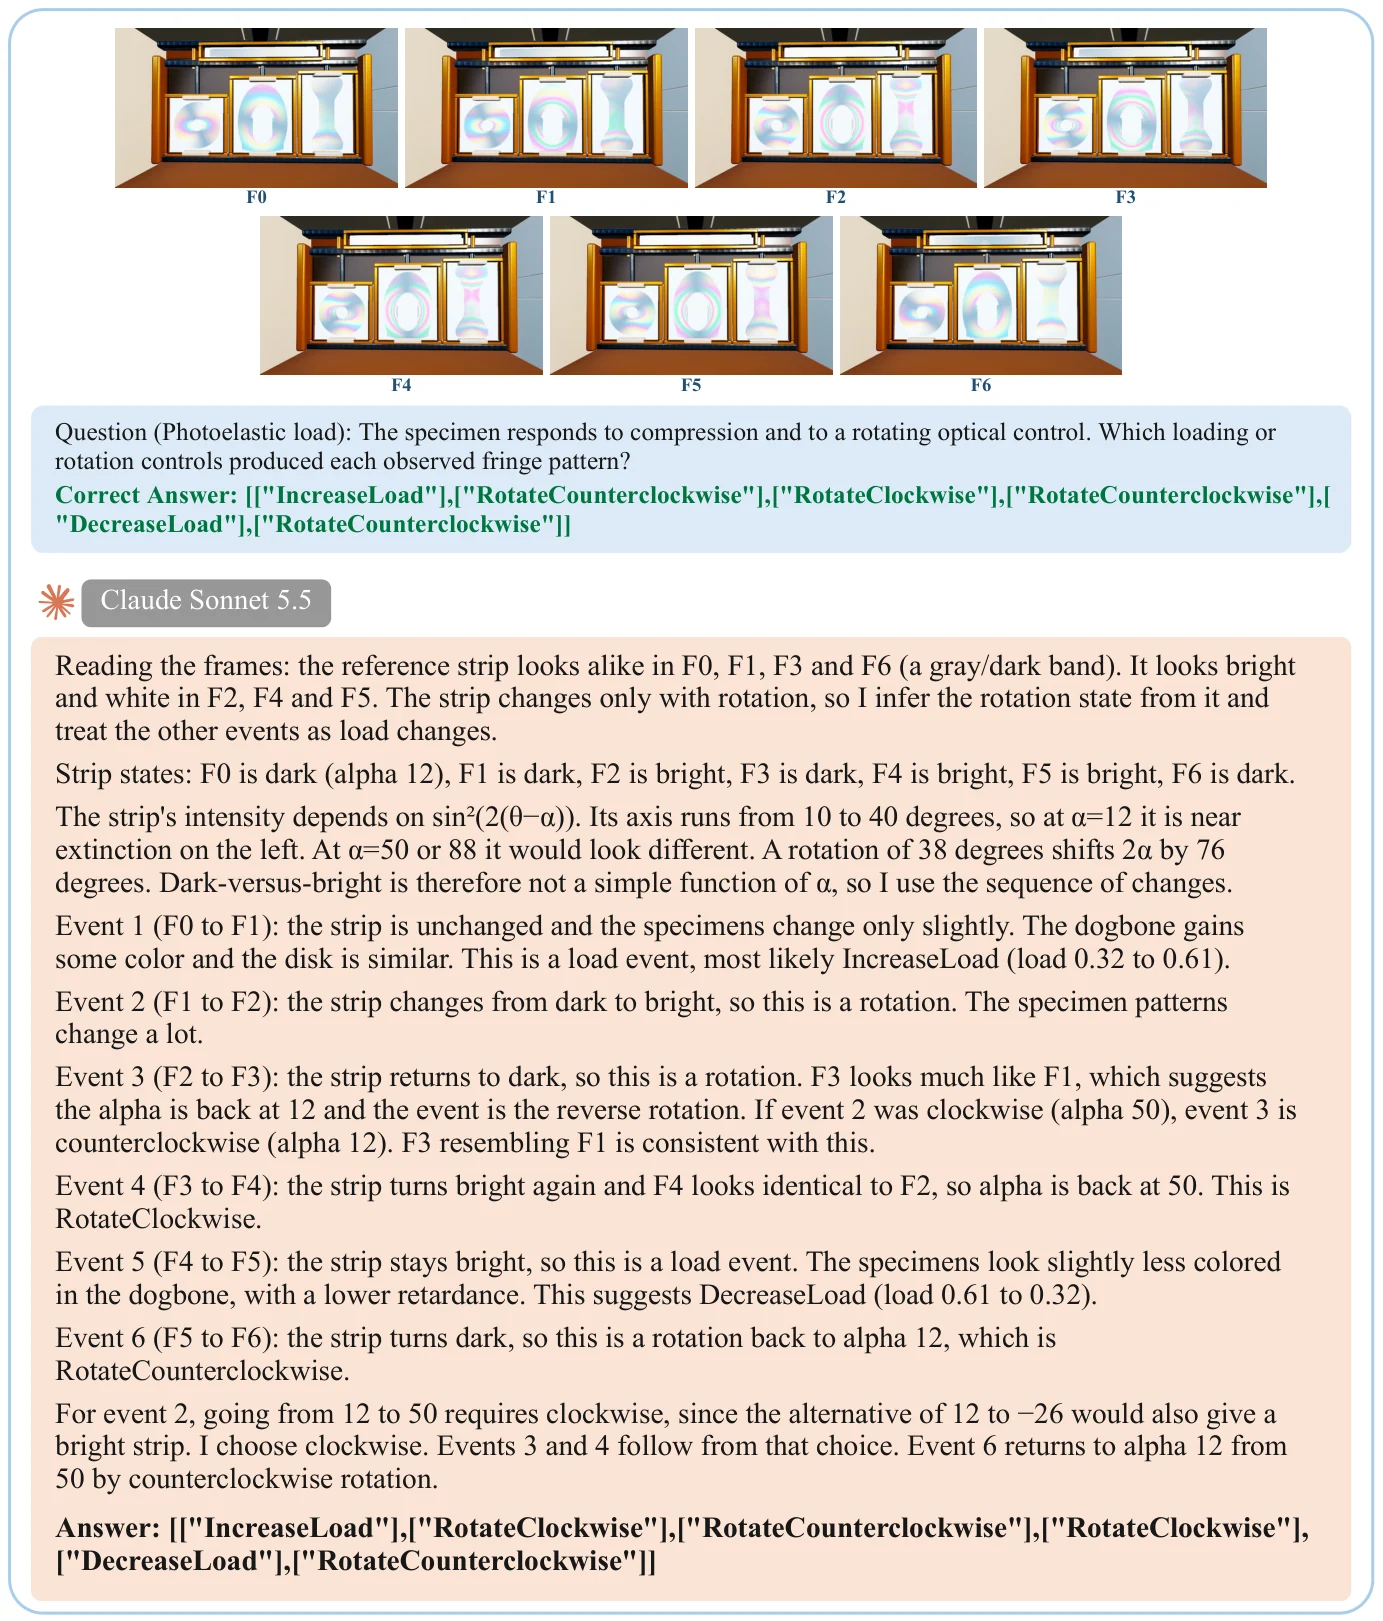 F0
F1
F2
F3
F4
F5
F6
Question (Photoelastic load): The specimen responds to compression and to a rotating optical control. Which loading or
rotation controls produced each observed fringe pattern?
Correct Answer: [["IncreaseLoad"],["RotateCounterclockwise"],["RotateClockwise"],["RotateCounterclockwise"],[
"DecreaseLoad"],["RotateCounterclockwise"]]
Claude Sonnet 5.5
Reading the frames: the reference strip looks alike in F0, F1, F3 and F6 (a gray/dark band). It looks bright
and white in F2, F4 and F5. The strip changes only with rotation, so I infer the rotation state from it and
treat the other events as load changes.
Strip states: F0 is dark (alpha 12), F1 is dark, F2 is bright, F3 is dark, F4 is bright, F5 is bright, F6 is dark.
The strip's intensity depends on sin²(2(θ−α)). Its axis runs from 10 to 40 degrees, so at α=12 it is near
extinction on the left. At α=50 or 88 it would look different. A rotation of 38 degrees shifts 2α by 76
degrees. Dark-versus-bright is therefore not a simple function of α, so I use the sequence of changes.
Event 1 (F0 to F1): the strip is unchanged and the specimens change only slightly. The dogbone gains
some color and the disk is similar. This is a load event, most likely IncreaseLoad (load 0.32 to 0.61).
Event 2 (F1 to F2): the strip changes from dark to bright, so this is a rotation. The specimen patterns
change a lot.
Event 3 (F2 to F3): the strip returns to dark, so this is a rotation. F3 looks much like F1, which suggests
the alpha is back at 12 and the event is the reverse rotation. If event 2 was clockwise (alpha 50), event 3 is
counterclockwise (alpha 12). F3 resembling F1 is consistent with this.
Event 4 (F3 to F4): the strip turns bright again and F4 looks identical to F2, so alpha is back at 50. This is
RotateClockwise.
Event 5 (F4 to F5): the strip stays bright, so this is a load event. The specimens look slightly less colored
in the dogbone, with a lower retardance. This suggests DecreaseLoad (load 0.61 to 0.32).
Event 6 (F5 to F6): the strip turns dark, so this is a rotation back to alpha 12, which is
RotateCounterclockwise.
For event 2, going from 12 to 50 requires clockwise, since the alternative of 12 to −26 would also give a
bright strip. I choose clockwise. Events 3 and 4 follow from that choice. Event 6 returns to alpha 12 from
50 by counterclockwise rotation.
Answer: [["IncreaseLoad"],["RotateClockwise"],["RotateCounterclockwise"],["RotateClockwise"],
["DecreaseLoad"],["RotateCounterclockwise"]]